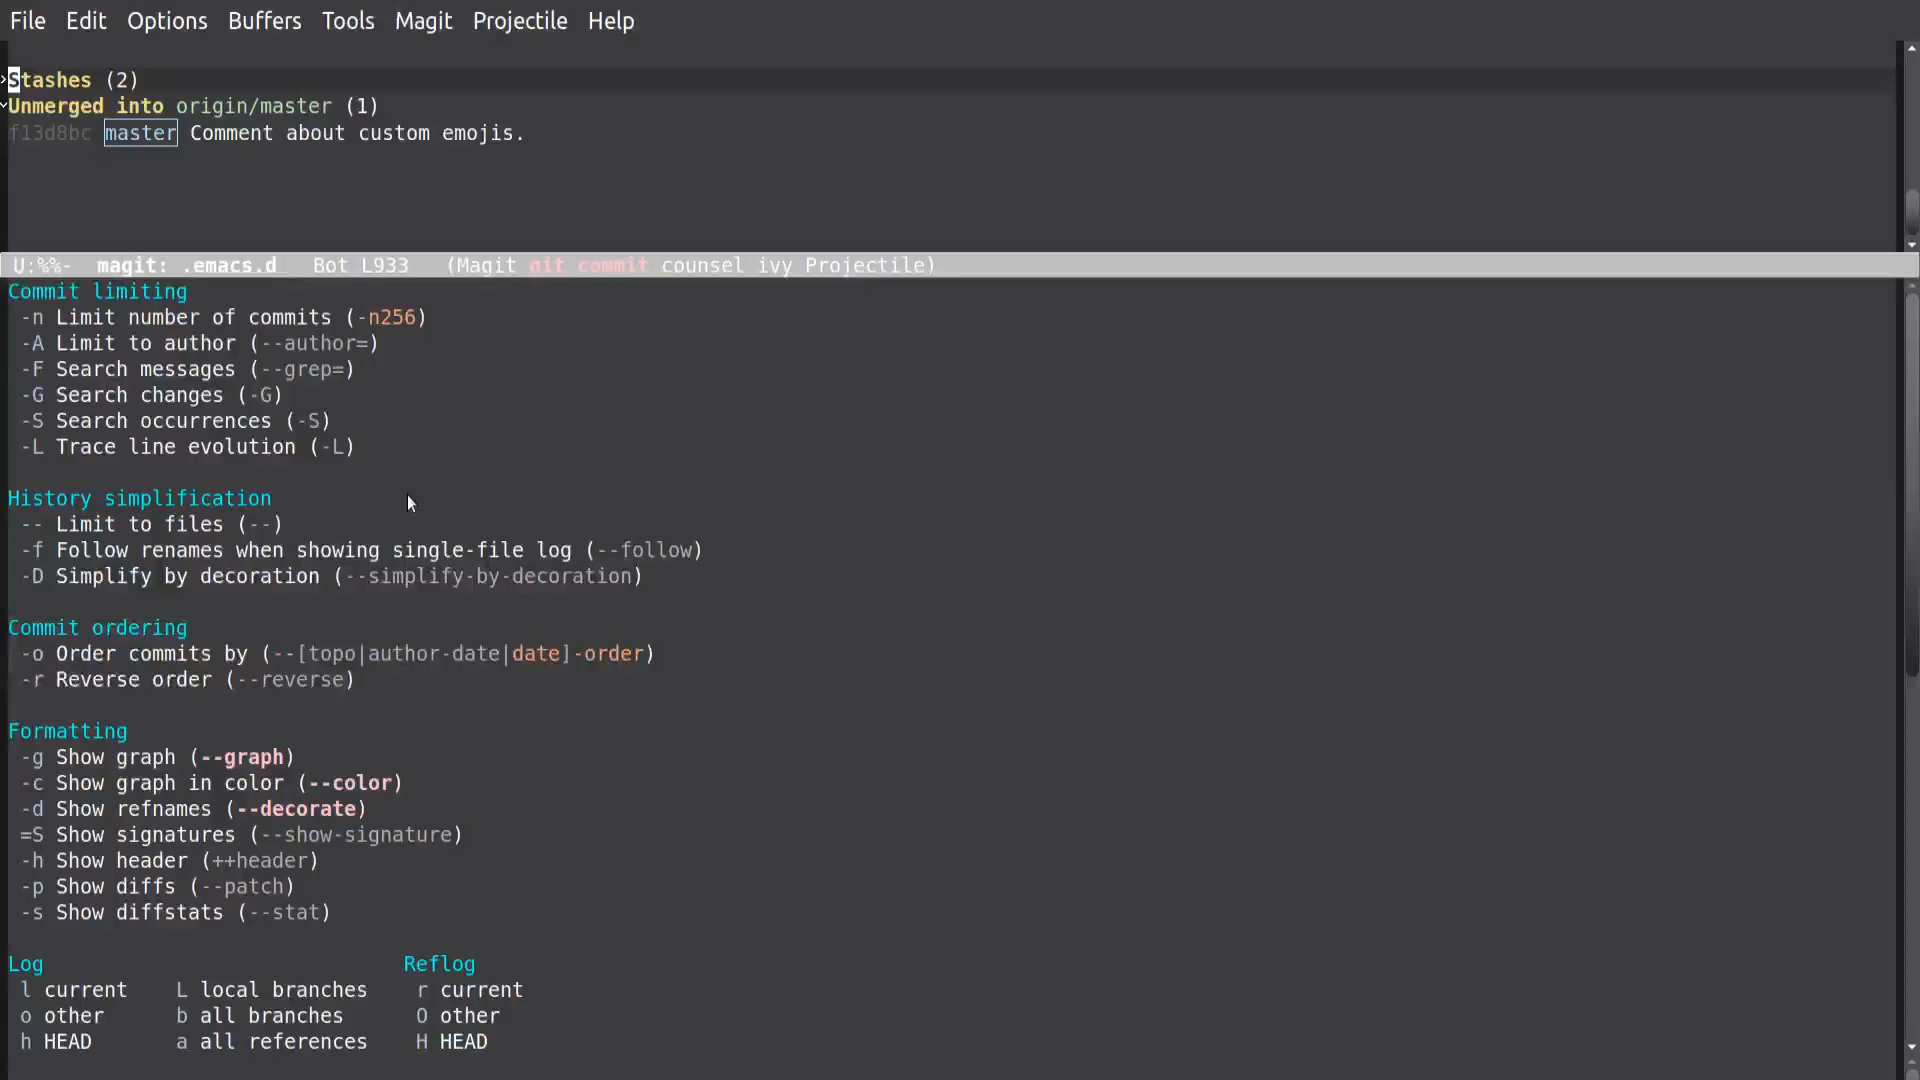 File Edit Options Buffers Tools Magit Projectile Help
Stashes (2)
Unmerged into origin/master (1)
f13d8bc master Comment about custom emojis.
U:%%- magit: .emacs.d Bot L933 (Magit git commit counsel ivy Projectile)
Commit limiting
-n Limit number of commits (-n256)
-A Limit to author (--author=)
-F Search messages (--grep=)
-G Search changes (-G)
-S Search occurrences (-S)
-L Trace line evolution (-L)
History simplification
-- Limit to files (--)
-f Follow renames when showing single-file log (--follow)
-D Simplify by decoration (--simplify-by-decoration)
Commit ordering
-o Order commits by (--[topo|author-date|date]-order)
-r Reverse order (--reverse)
Formatting
-g Show graph (--graph)
-c Show graph in color (--color)
-d Show refnames (--decorate)
=S Show signatures (--show-signature)
-h Show header (++header)
-p Show diffs (--patch)
-s Show diffstats (--stat)
Log Reflog
l current L local branches r current
o other b all branches O other
h HEAD a all references H HEAD